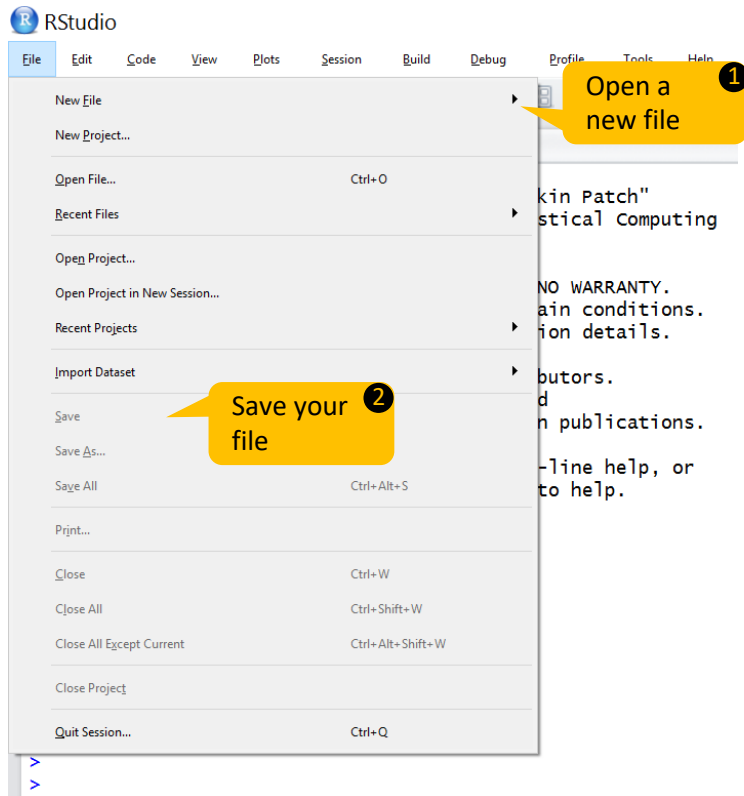 R RStudio
File Edit Code View Plots Session Build Debug Profile Tools Help
Open a 1
new file
New File
New Project...
Open File... Ctrl+O
kin Patch"
Recent Files
stical Computing
Open Project...
Open Project in New Session...
NO WARRANTY.
ain conditions.
Recent Projects
ion details.
Import Dataset
butors.
Save your 2
file
d
Save
n publications.
Save As...
-line help, or
Save All Ctrl+Alt+S
to help.
Print...
Close Ctrl+W
Close All Ctrl+Shift+W
Close All Except Current Ctrl+Alt+Shift+W
Close Project
Quit Session... Ctrl+Q
>
>